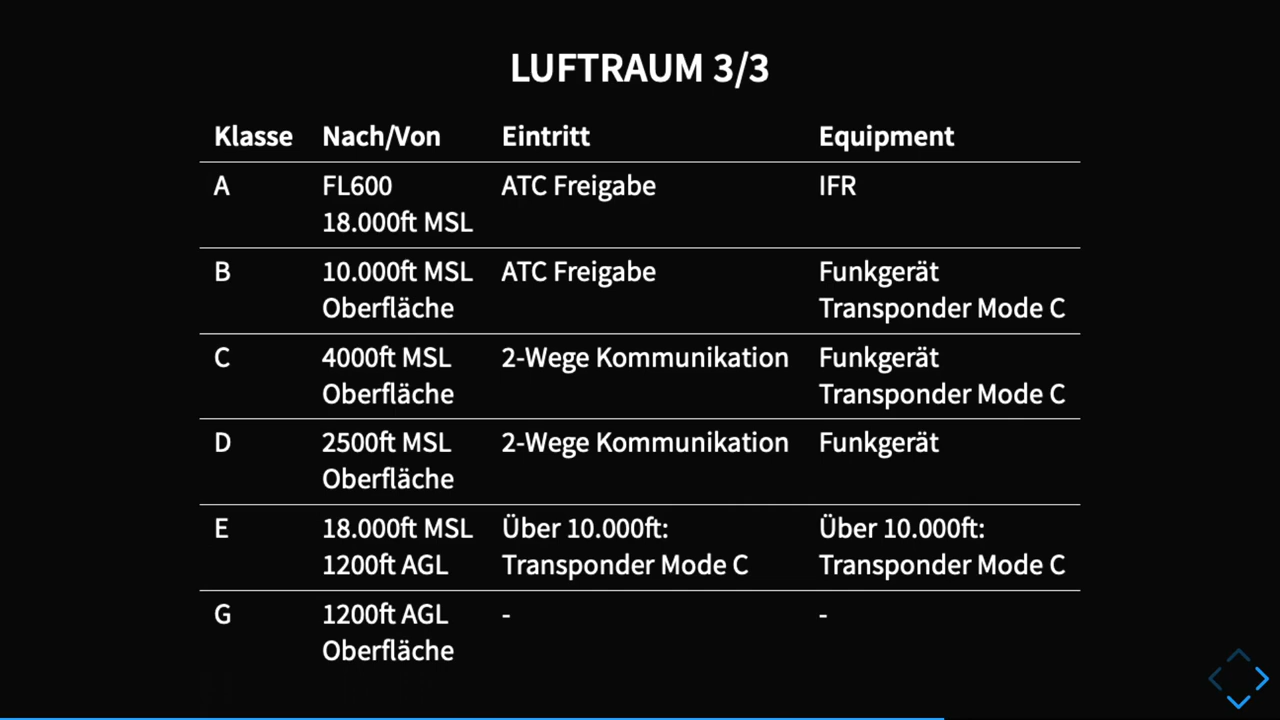 LUFTRAUM 3/3
Klasse Nach/Von Eintritt Equipment
A FL600 ATC Freigabe IFR
18.000ft MSL
B 10.000ft MSL ATC Freigabe Funkgerät
Oberfläche Transponder Mode C
C 4000ft MSL 2-Wege Kommunikation Funkgerät
Oberfläche Transponder Mode C
D 2500ft MSL 2-Wege Kommunikation Funkgerät
Oberfläche
E 18.000ft MSL Über 10.000ft: Über 10.000ft:
1200ft AGL Transponder Mode C Transponder Mode C
G 1200ft AGL - -
Oberfläche